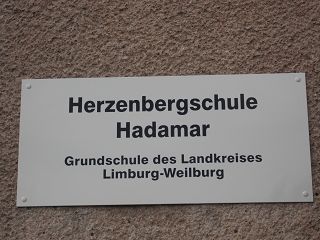 Herzenbergschule
Hadamar
Grundschule des Landkreises
Limburg-Weilburg